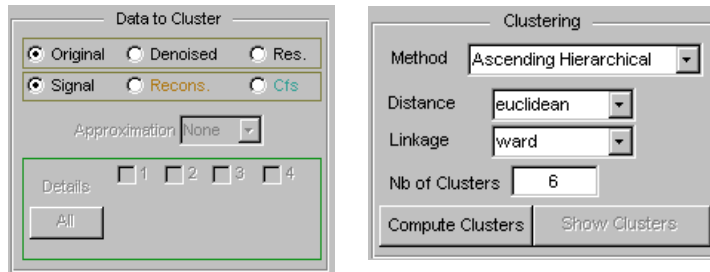 Data to Cluster
Original Denoised Res.
Signal Recons. Cfs
Approximation None
Details 1 2 3 4
All
Clustering
Method Ascending Hierarchical
Distance euclidean
Linkage ward
Nb of Clusters 6
Compute Clusters Show Clusters